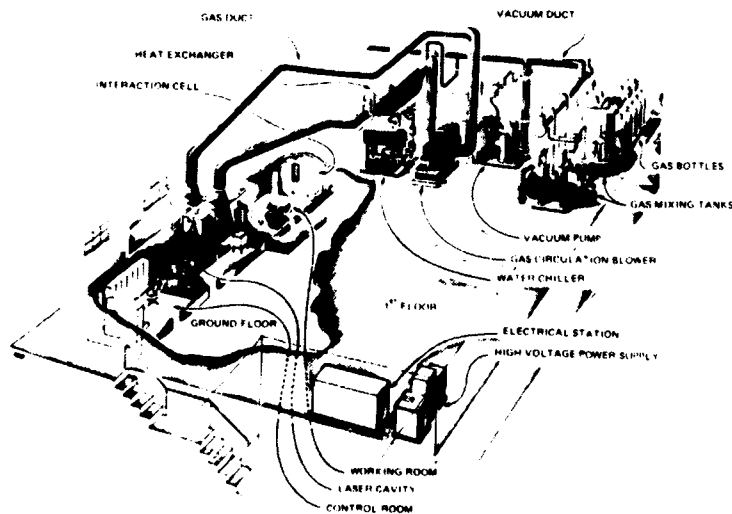 GAS DUCT
VACUUM DUCT
HEAT EXCHANGER
INTERACTION CELL
GAS BOTTLES
GAS MIXING TANKS
VACUUM PUMP
GAS CIRCULATION BLOWER
WATER CHILLER
1ST FLOOR
GROUND FLOOR
ELECTRICAL STATION
HIGH VOLTAGE POWER SUPPLY
WORKING ROOM
LASER CAVITY
CONTROL ROOM